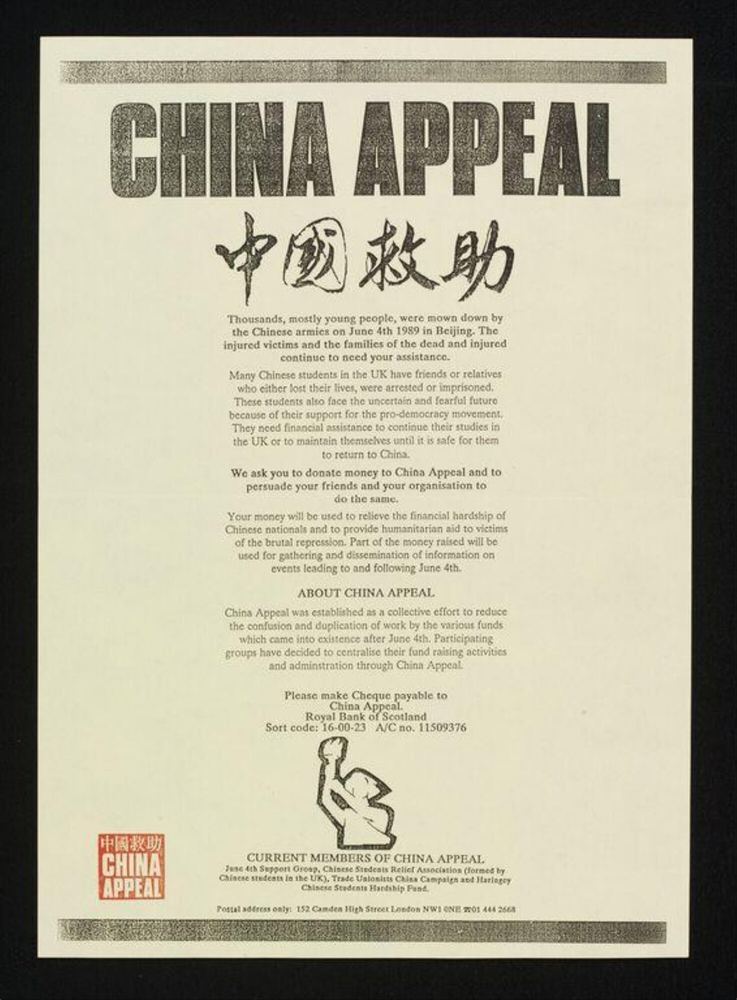 CHINA APPEAL
中國救助
Thousands, mostly young people, were mown down by
the Chinese armies on June 4th 1989 in Beijing. The
injured victims and the families of the dead and injured
continue to need your assistance.
Many Chinese students in the UK have friends or relatives
who either lost their lives, were arrested or imprisoned.
These students also face the uncertain and fearful future
because of their support for the pro-democracy movement.
They need financial assistance to continue their studies in
the UK or to maintain themselves until it is safe for them
to return to China.
We ask you to donate money to China Appeal and to
persuade your friends and your organisation to
do the same.
Your money will be used to relieve the financial hardship of
Chinese nationals and to provide humanitarian aid to victims
of the brutal repression. Part of the money raised will be
used for gathering and dissemination of information on
events leading to and following June 4th.
ABOUT CHINA APPEAL
China Appeal was established as a collective effort to reduce
the confusion and duplication of work by the various funds
which came into existence after June 4th. Participating
groups have decided to centralise their fund raising activities
and adminstration through China Appeal.
Please make Cheque payable to
China Appeal.
Royal Bank of Scotland
Sort code: 16-00-23 A/C no. 11509376
中國救助
CHINA
APPEAL
CURRENT MEMBERS OF CHINA APPEAL
June 4th Support Group, Chinese Students Relief Association (formed by
Chinese students in the UK), Trade Unionists China Campaign and Haringey
Chinese Students Hardship Fund.
Postal address only: 152 Camden High Street London NW1 0NE ☎01 444 2668